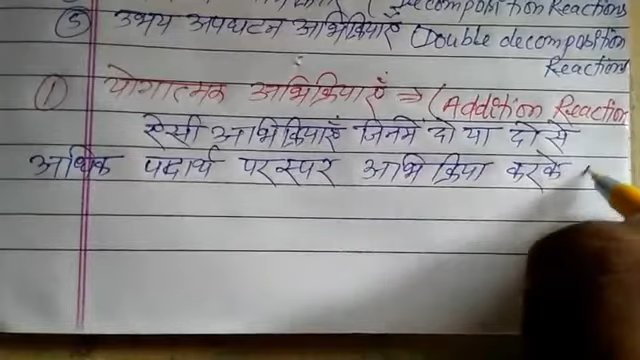 (Decomposition Reactions
⑤ उभय अपघटन अभिक्रियाएँ (Double decomposition
Reactions
① योगात्मक अभिक्रियाएँ ⇒ (Addition Reaction
ऐसी अभिक्रियाएँ जिनमें दो या दो से
अधिक पदार्थ परस्पर अभिक्रिया करके